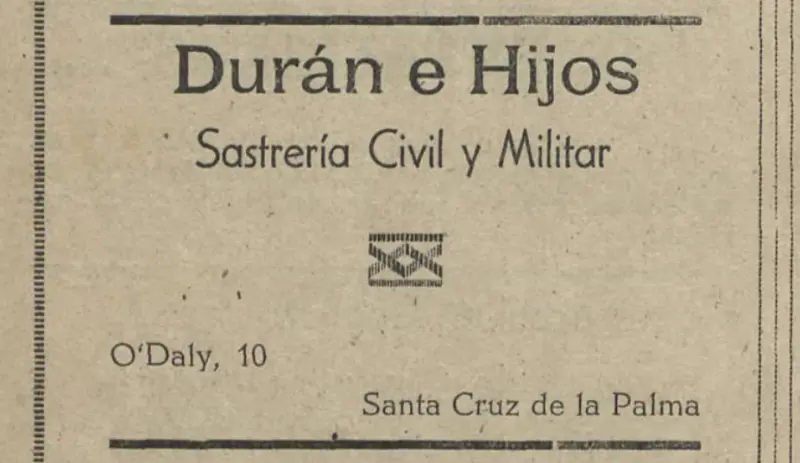 Durán e Hijos
Sastrería Civil y Militar
O'Daly, 10
Santa Cruz de la Palma